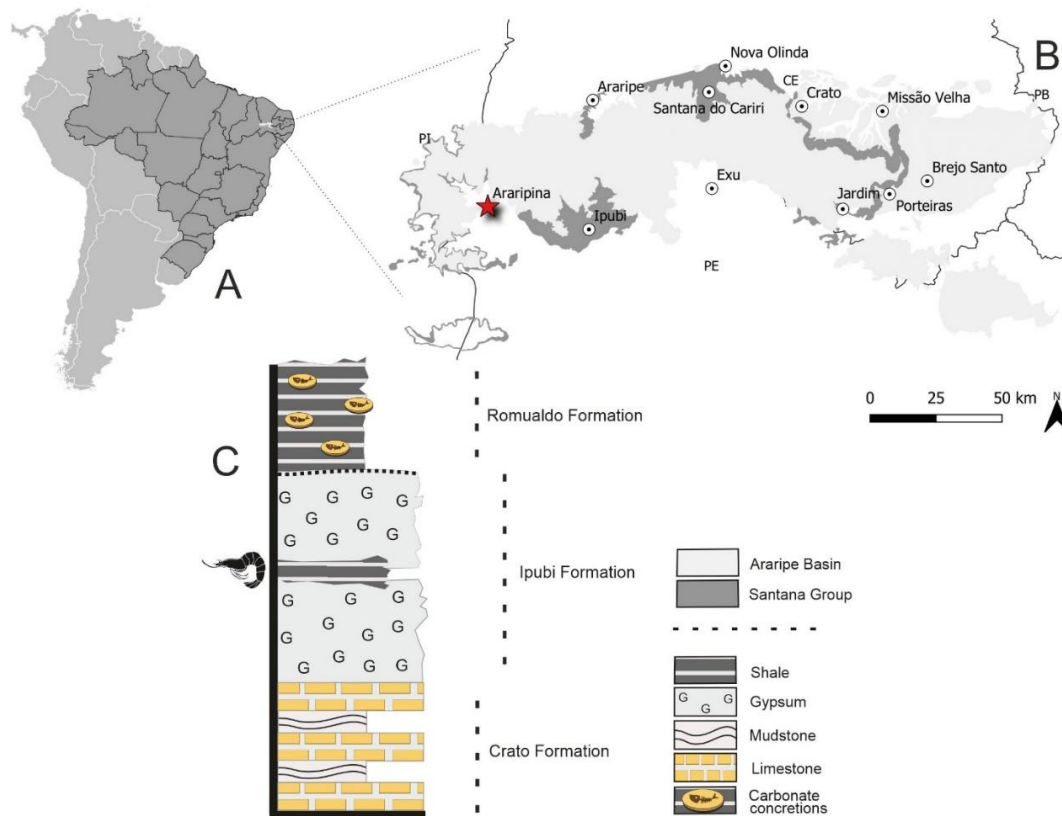 A
B
Nova Olinda
CE
Araripe
Santana do Cariri
Crato
Missão Velha
PB
PI
Araripina
Exu
Brejo Santo
Jardim
Porteiras
Ipubi
PE
0 25 50 km
N
C
Romualdo Formation
G G G G
G G G
G G G G
Ipubi Formation
G G G
G G G
G G G G
Crato Formation
Araripe Basin
Santana Group
Shale
G G G
Gypsum
Mudstone
Limestone
Carbonate
concretions